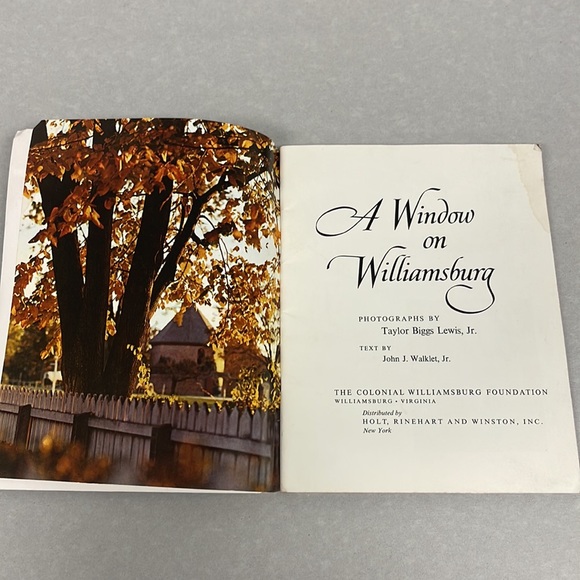 A Window
on
Williamsburg
PHOTOGRAPHS BY
Taylor Biggs Lewis, Jr.
TEXT BY
John J. Walklet, Jr.
THE COLONIAL WILLIAMSBURG FOUNDATION
WILLIAMSBURG • VIRGINIA
Distributed by
HOLT, RINEHART AND WINSTON, INC.
New York